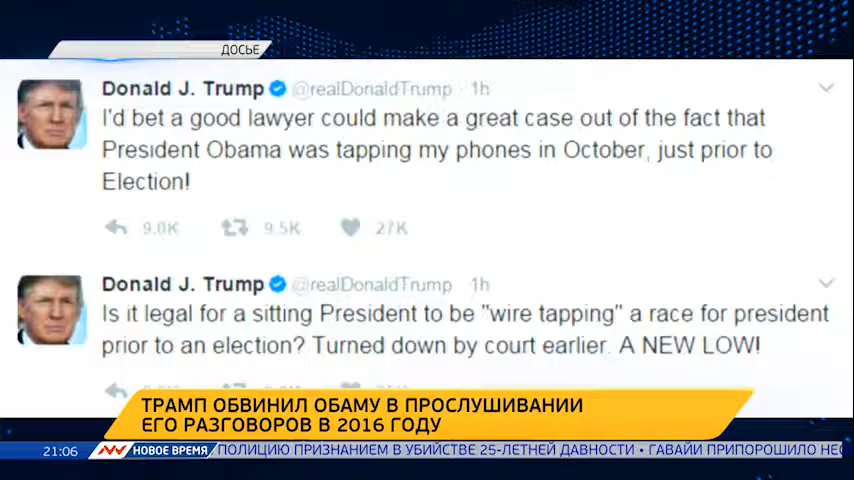 ДОСЬЕ
Donald J. Trump @realDonaldTrump · 1h
I'd bet a good lawyer could make a great case out of the fact that
President Obama was tapping my phones in October, just prior to
Election!
9.0K 9.5K 27K
Donald J. Trump @realDonaldTrump · 1h
Is it legal for a sitting President to be "wire tapping" a race for president
prior to an election? Turned down by court earlier. A NEW LOW!
ТРАМП ОБВИНИЛ ОБАМУ В ПРОСЛУШИВАНИИ
ЕГО РАЗГОВОРОВ В 2016 ГОДУ
21:06 НОВОЕ ВРЕМЯ ПОЛИЦИЮ ПРИЗНАНИЕМ В УБИЙСТВЕ 25-ЛЕТНЕЙ ДАВНОСТИ • ГАВАЙИ ПРИПОРОШИЛО